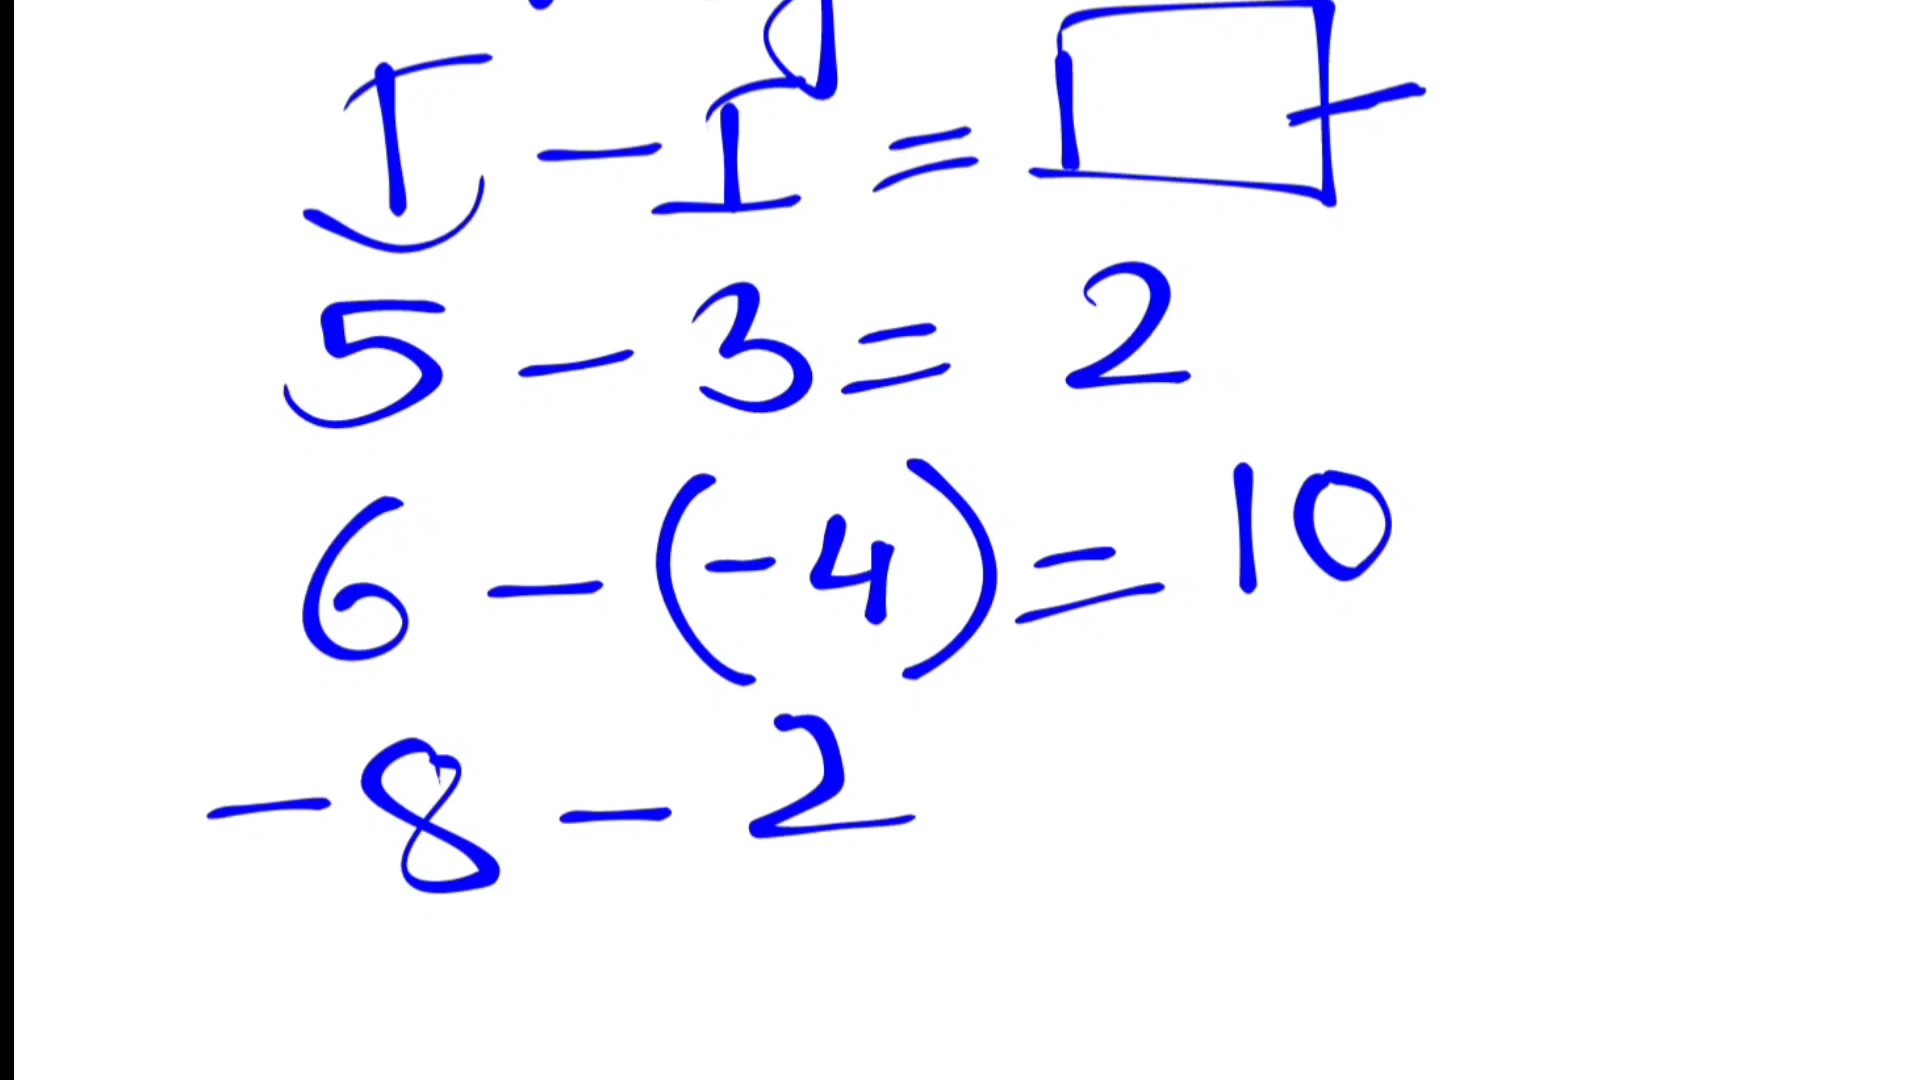 I - I =
5 - 3 = 2
6 - (-4) = 10
-8 - 2